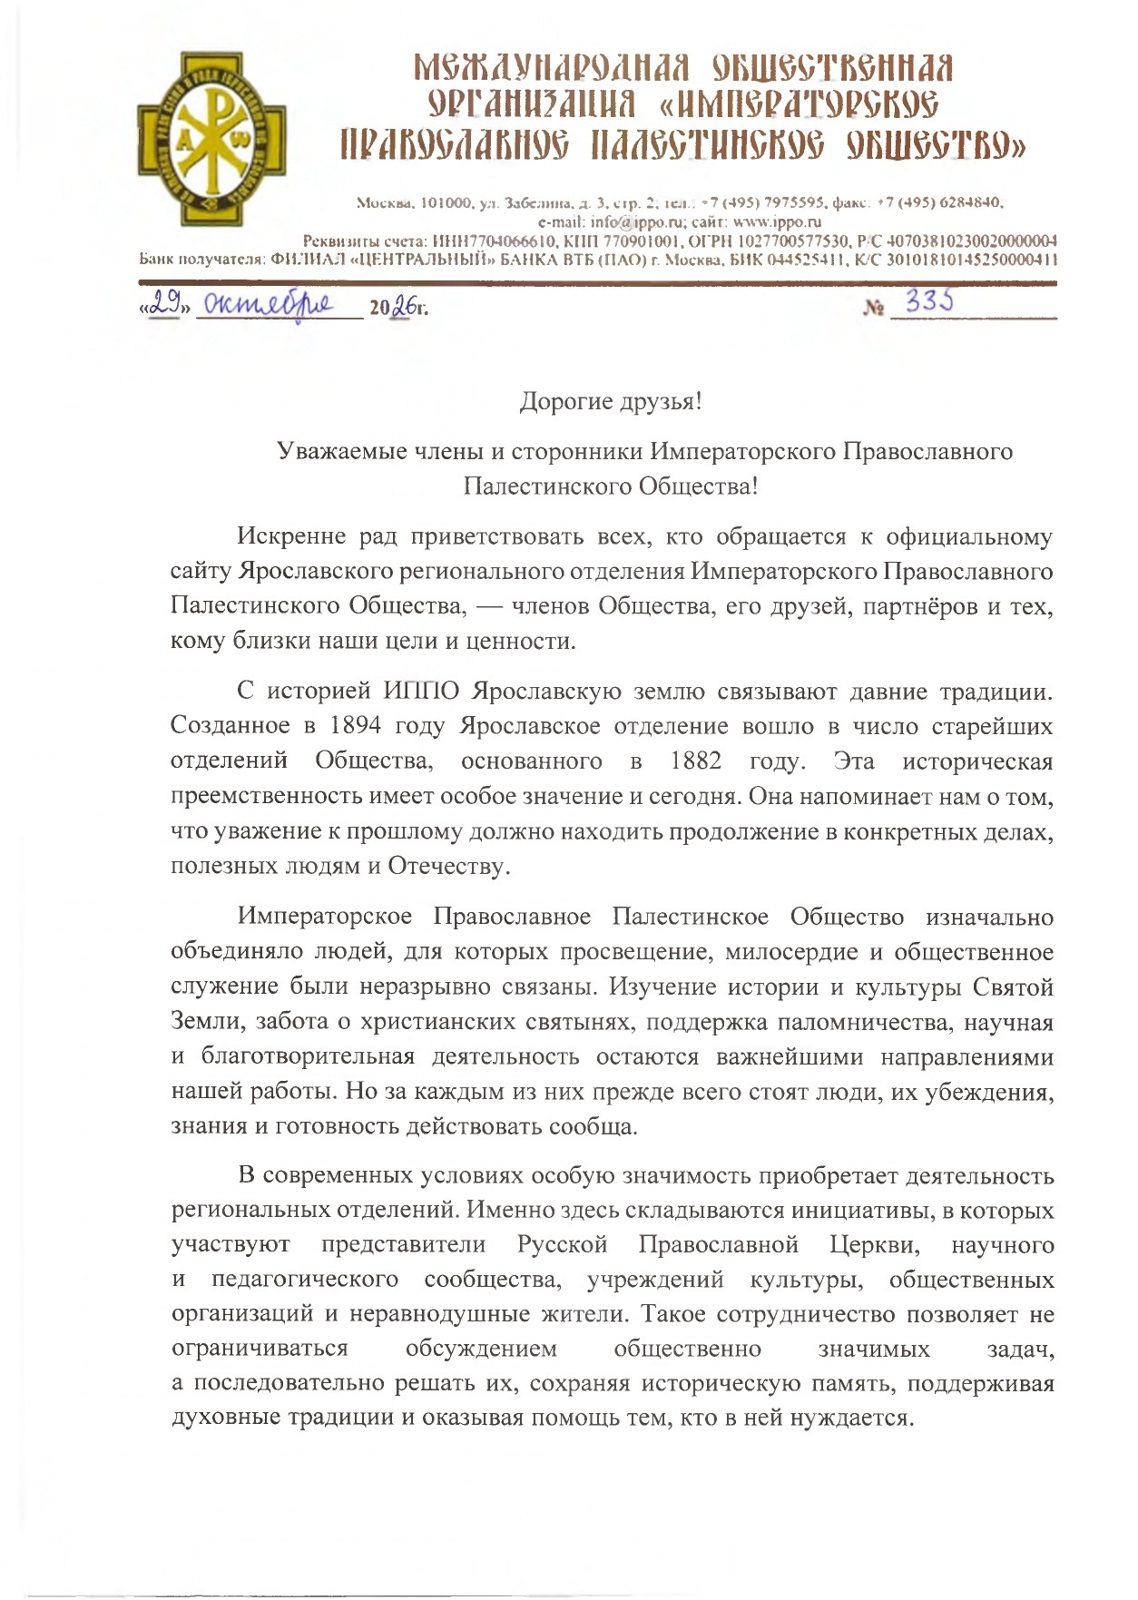 МЕЖДУНАРОДНАЯ ОБЩЕСТВЕННАЯ
ОРГАНИЗАЦИЯ «ИМПЕРАТОРСКОЕ
ПРАВОСЛАВНОЕ ПАЛЕСТИНСКОЕ ОБЩЕСТВО»
Москва, 101000, ул. Забелина, д. 3, стр. 2; тел.: +7 (495) 7975595, факс: +7 (495) 6284840,
e-mail: info@ippo.ru; сайт: www.ippo.ru
Реквизиты счета: ИНН7704066610, КПП 770901001, ОГРН 1027700577530, Р/С 40703810230020000004
Банк получателя: ФИЛИАЛ «ЦЕНТРАЛЬНЫЙ» БАНКА ВТБ (ПАО) г. Москва, БИК 044525411, К/С 30101810145250000411
«29» октября 2026г. № 335
Дорогие друзья!
Уважаемые члены и сторонники Императорского Православного
Палестинского Общества!
Искренне рад приветствовать всех, кто обращается к официальному
сайту Ярославского регионального отделения Императорского Православного
Палестинского Общества, — членов Общества, его друзей, партнёров и тех,
кому близки наши цели и ценности.
С историей ИППО Ярославскую землю связывают давние традиции.
Созданное в 1894 году Ярославское отделение вошло в число старейших
отделений Общества, основанного в 1882 году. Эта историческая
преемственность имеет особое значение и сегодня. Она напоминает нам о том,
что уважение к прошлому должно находить продолжение в конкретных делах,
полезных людям и Отечеству.
Императорское Православное Палестинское Общество изначально
объединяло людей, для которых просвещение, милосердие и общественное
служение были неразрывно связаны. Изучение истории и культуры Святой
Земли, забота о христианских святынях, поддержка паломничества, научная
и благотворительная деятельность остаются важнейшими направлениями
нашей работы. Но за каждым из них прежде всего стоят люди, их убеждения,
знания и готовность действовать сообща.
В современных условиях особую значимость приобретает деятельность
региональных отделений. Именно здесь складываются инициативы, в которых
участвуют представители Русской Православной Церкви, научного
и педагогического сообщества, учреждений культуры, общественных
организаций и неравнодушные жители. Такое сотрудничество позволяет не
ограничиваться обсуждением общественно значимых задач,
а последовательно решать их, сохраняя историческую память, поддерживая
духовные традиции и оказывая помощь тем, кто в ней нуждается.